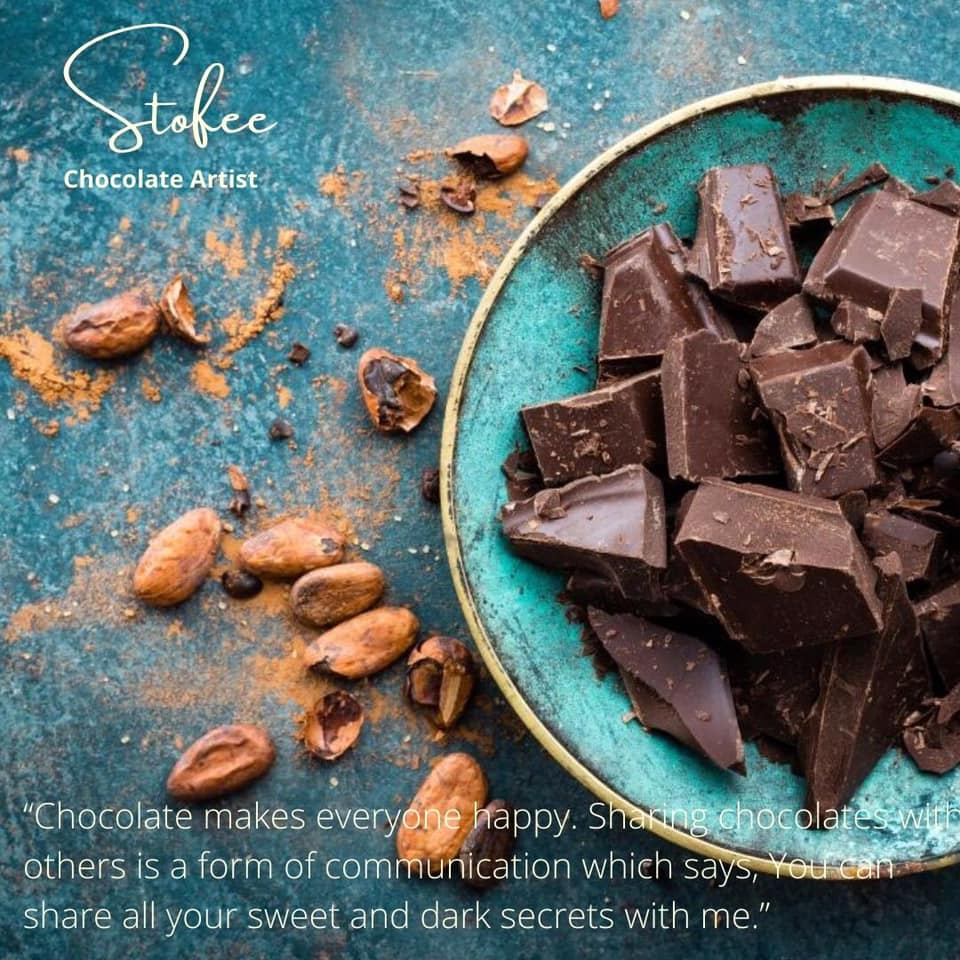 Stofee
Chocolate Artist
“Chocolate makes everyone happy. Sharing chocolates with
others is a form of communication which says, You can
share all your sweet and dark secrets with me.”